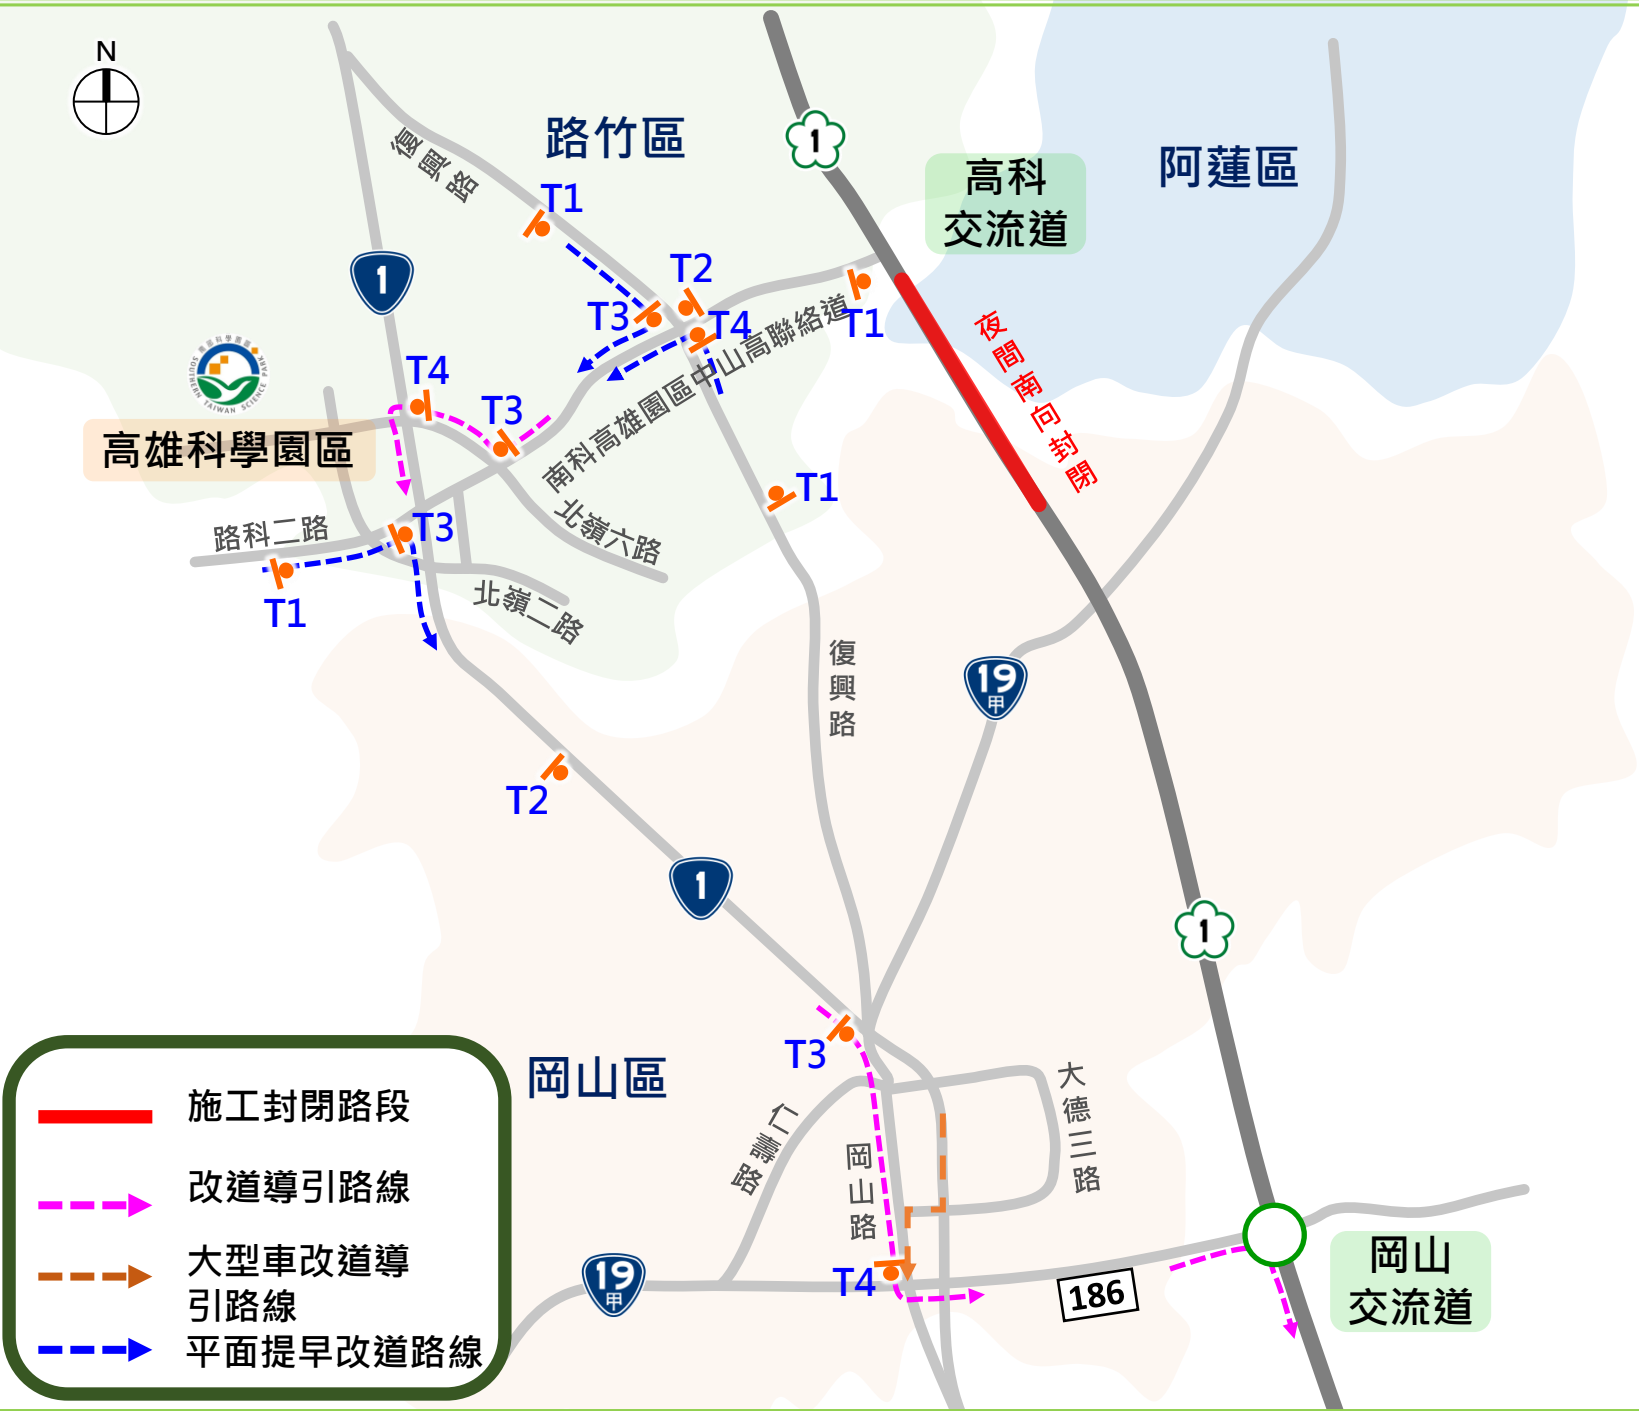 N
路竹區
阿蓮區
高科
交流道
1
復興路
T1
T2
T3
T4
T1
1
夜間南向封閉
南科高雄園區中山高聯絡道
SOUTHERN TAIWAN SCIENCE PARK
高雄科學園區
T4
T3
T1
路科二路
T3
T1
北嶺六路
北嶺二路
復興路
19
甲
T2
1
1
T3
岡山區
仁壽路
岡山路
大德三路
T4
19
甲
186
岡山
交流道
施工封閉路段
改道導引路線
大型車改道導
引路線
平面提早改道路線